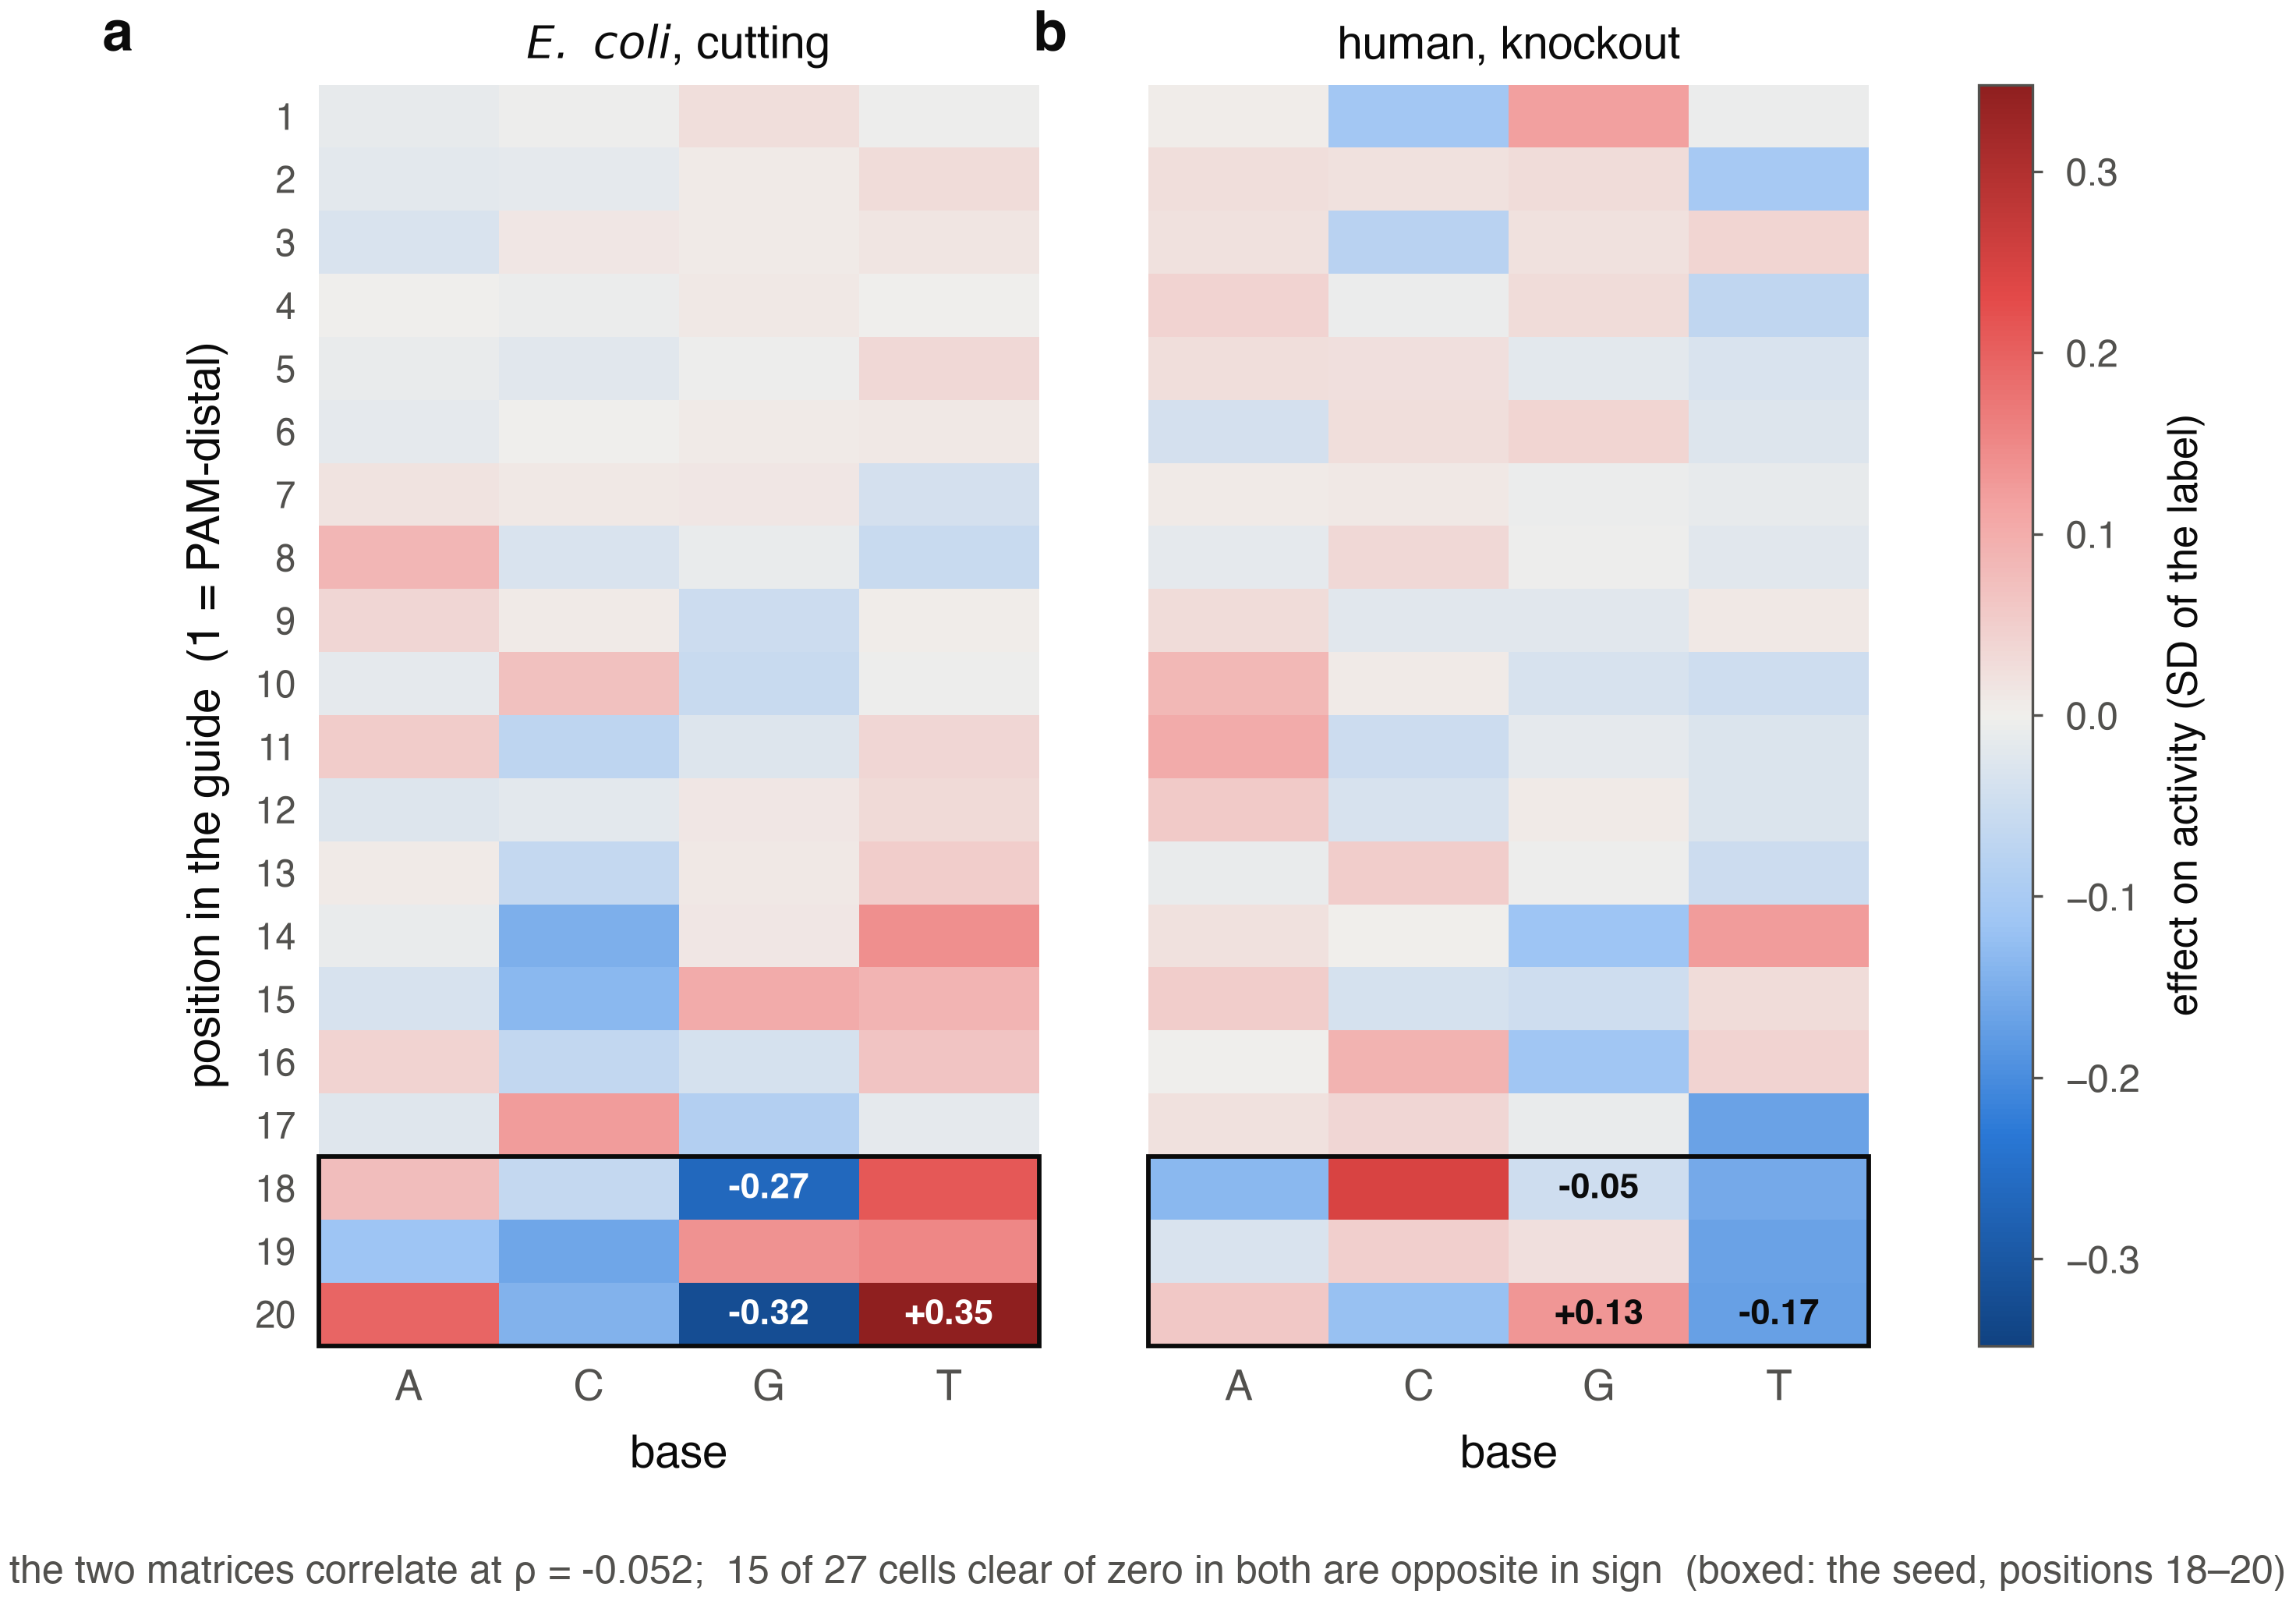 a
E. coli, cutting
b
human, knockout
position in the guide (1 = PAM-distal)
1
2
3
4
5
6
7
8
9
10
11
12
13
14
15
16
17
18
19
20
-0.27
-0.32
+0.35
-0.05
+0.13
-0.17
A
C
G
T
base
A
C
G
T
base
0.3
0.2
0.1
0.0
−0.1
−0.2
−0.3
effect on activity (SD of the label)
the two matrices correlate at ρ = -0.052; 15 of 27 cells clear of zero in both are opposite in sign (boxed: the seed, positions 18–20)